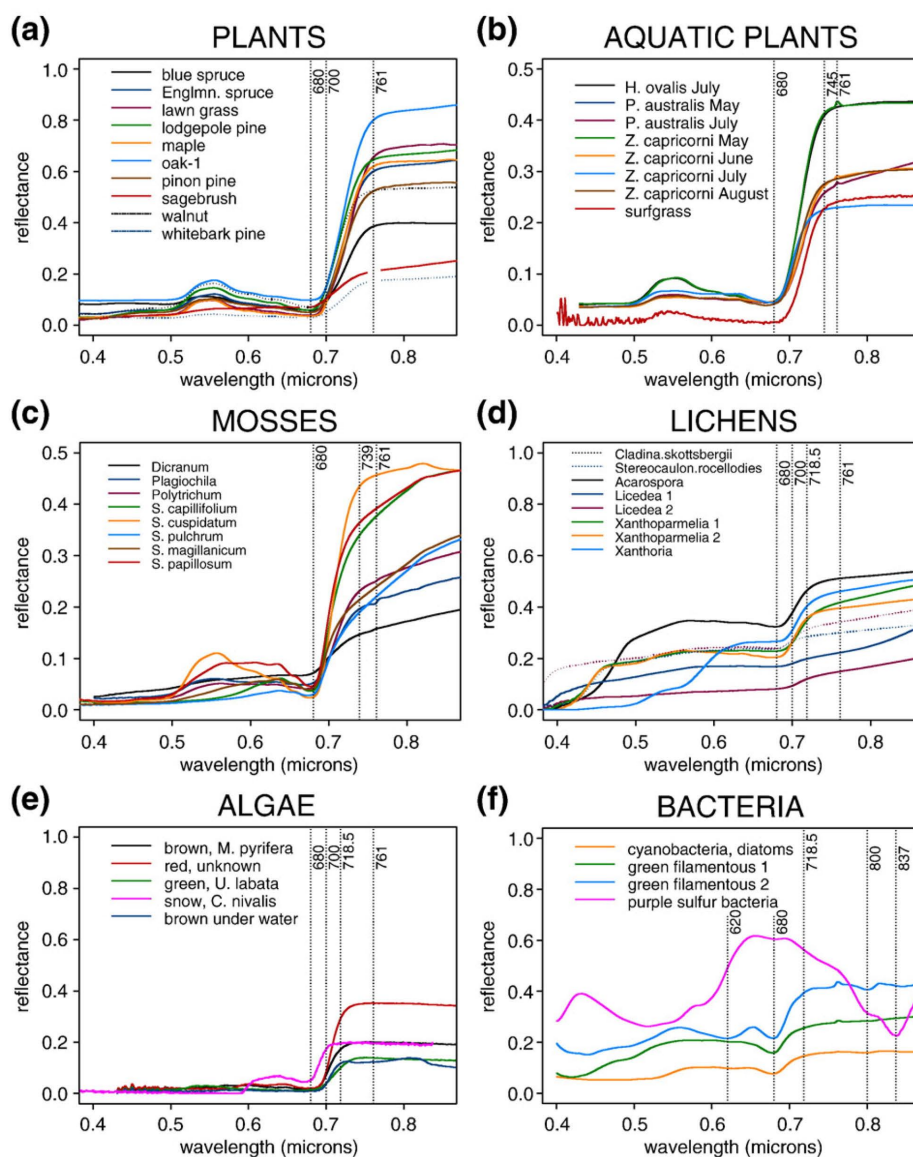 (a) PLANTS
1.0
0.8
0.6
0.4
0.2
0.0
reflectance
blue spruce
Englmn. spruce
lawn grass
lodgepole pine
maple
oak-1
pinon pine
sagebrush
walnut
whitebark pine
680
700
761
0.4 0.5 0.6 0.7 0.8
wavelength (microns)
(b) AQUATIC PLANTS
0.5
0.4
0.3
0.2
0.1
0.0
reflectance
H. ovalis July
P. australis May
P. australis July
Z. capricorni May
Z. capricorni June
Z. capricorni July
Z. capricorni August
surfgrass
680
745
761
0.4 0.5 0.6 0.7 0.8
wavelength (microns)
(c) MOSSES
0.5
0.4
0.3
0.2
0.1
0.0
reflectance
Dicranum
Plagiochila
Polytrichum
S. capillifolium
S. cuspidatum
S. pulchrum
S. magillanicum
S. papillosum
680
739
761
0.4 0.5 0.6 0.7 0.8
wavelength (microns)
(d) LICHENS
1.0
0.8
0.6
0.4
0.2
0.0
reflectance
Cladina.skottsbergii
Stereocaulon.rocellodies
Acarospora
Licedea 1
Licedea 2
Xanthoparmelia 1
Xanthoparmelia 2
Xanthoria
680
700
718.5
761
0.4 0.5 0.6 0.7 0.8
wavelength (microns)
(e) ALGAE
1.0
0.8
0.6
0.4
0.2
0.0
reflectance
brown, M. pyrifera
red, unknown
green, U. labata
snow, C. nivalis
brown under water
680
700
718.5
761
0.4 0.5 0.6 0.7 0.8
wavelength (microns)
(f) BACTERIA
1.0
0.8
0.6
0.4
0.2
0.0
reflectance
cyanobacteria, diatoms
green filamentous 1
green filamentous 2
purple sulfur bacteria
620
680
718.5
800
837
0.4 0.5 0.6 0.7 0.8
wavelength (microns)